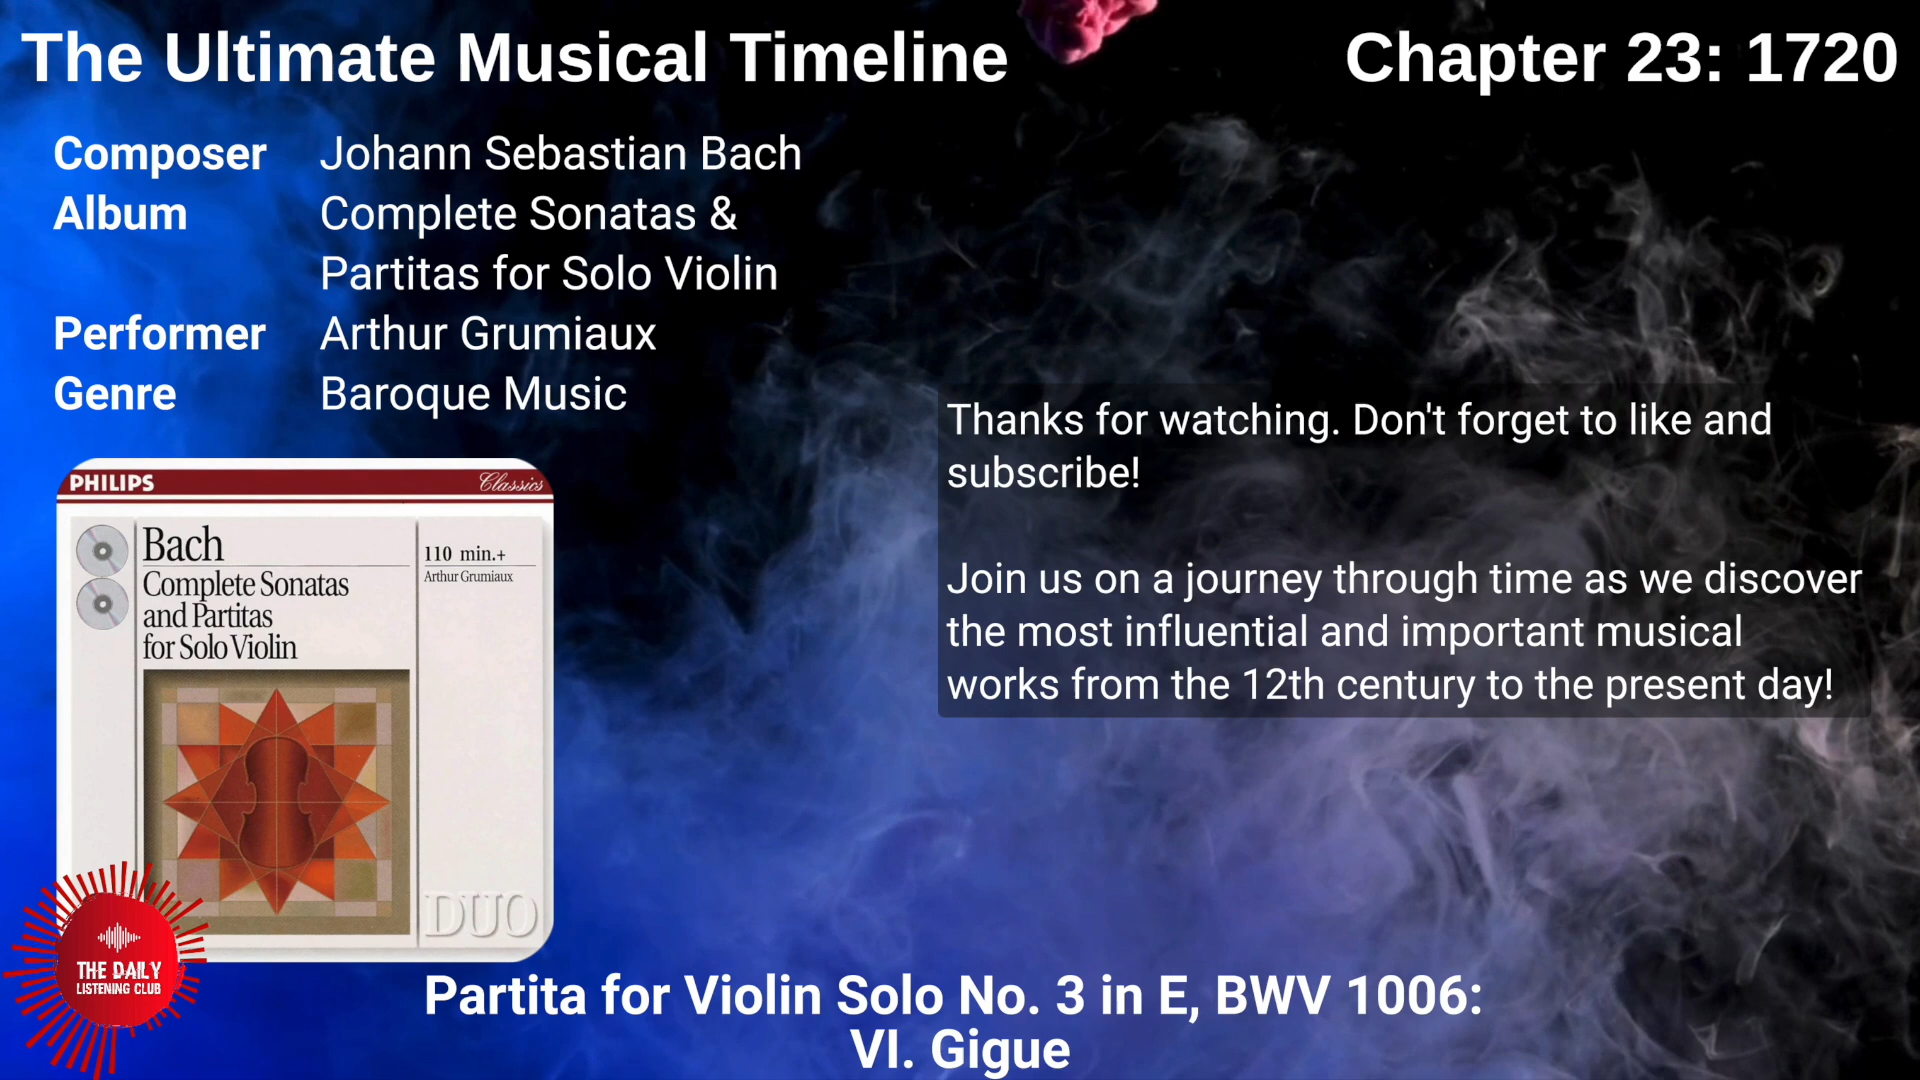 The Ultimate Musical Timeline
Chapter 23: 1720
Composer Johann Sebastian Bach
Album Complete Sonatas &
Partitas for Solo Violin
Performer Arthur Grumiaux
Genre Baroque Music
Thanks for watching. Don't forget to like and
subscribe!
Join us on a journey through time as we discover
the most influential and important musical
works from the 12th century to the present day!
PHILIPS Classics
Bach
Complete Sonatas
and Partitas
for Solo Violin
110 min.+
Arthur Grumiaux
DUO
THE DAILY
LISTENING CLUB
Partita for Violin Solo No. 3 in E, BWV 1006:
VI. Gigue